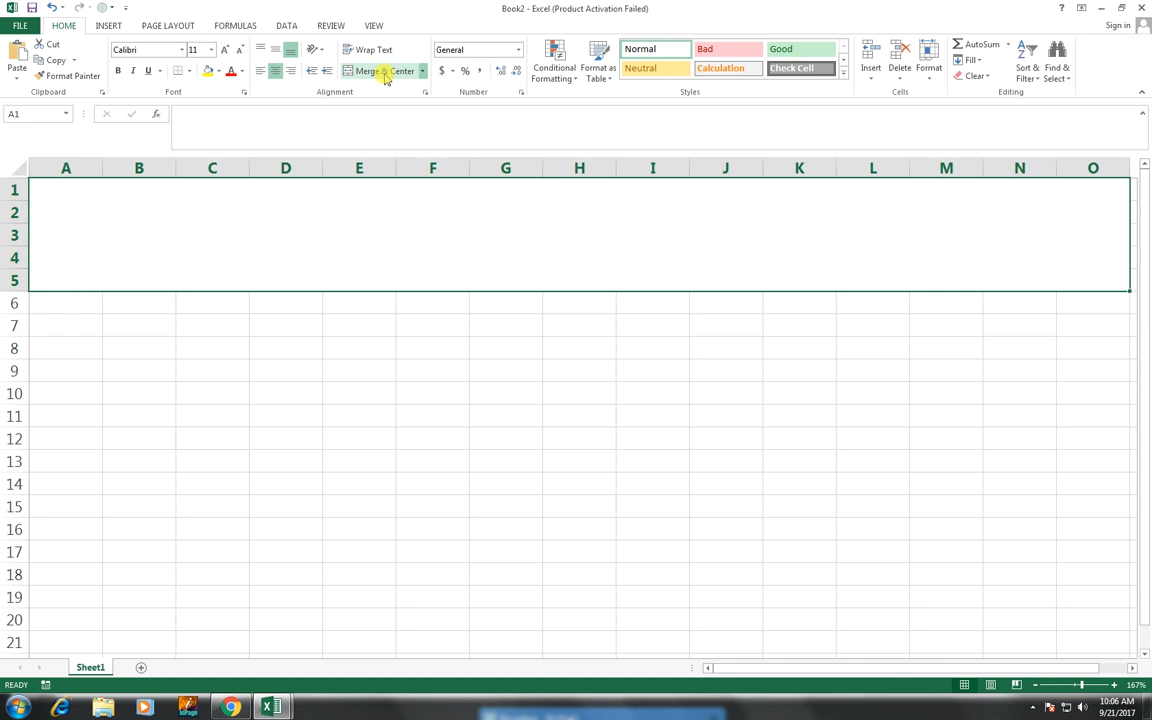 Book2 - Excel (Product Activation Failed)
FILE HOME INSERT PAGE LAYOUT FORMULAS DATA REVIEW VIEW Sign in
Paste Cut Copy Format Painter Clipboard
Calibri 11 B I U A Font
Wrap Text Merge & Center Alignment
General $ % , Number
Conditional Formatting Format as Table
Normal Bad Good
Neutral Calculation Check Cell
Styles
Insert Delete Format Cells
AutoSum Fill Clear Sort & Filter Find & Select Editing
A1 fx
A B C D E F G H I J K L M N O
1
2
3
4
5
6
7
8
9
10
11
12
13
14
15
16
17
18
19
20
21
Sheet1
READY 167%
InPage
10:06 AM
9/21/2017